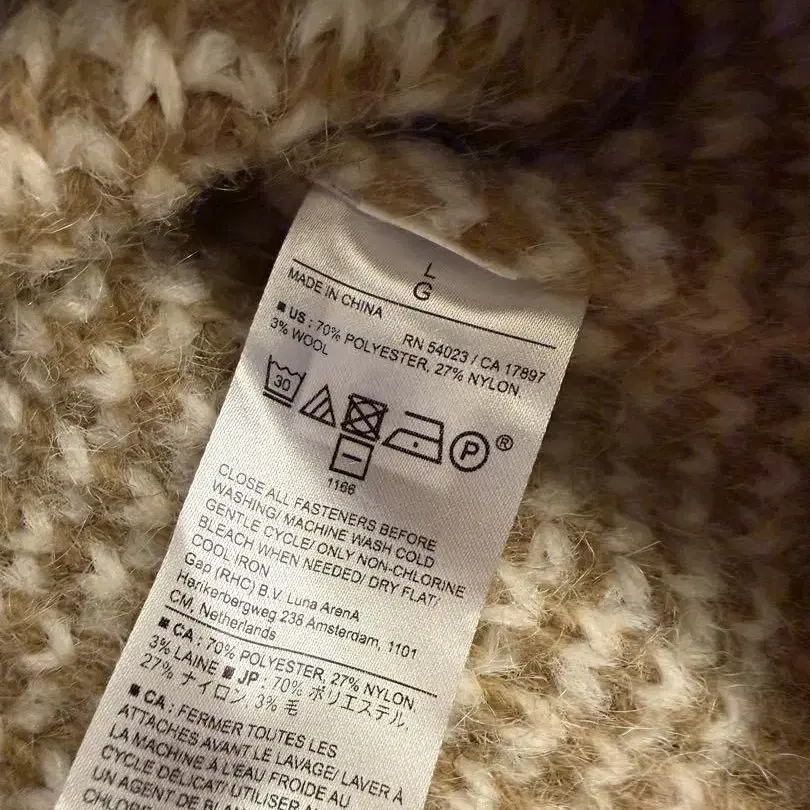 L
G
MADE IN CHINA
RN 54023 / CA 17897
■ US : 70% POLYESTER, 27% NYLON,
3% WOOL
30
P ®
1166
CLOSE ALL FASTENERS BEFORE
WASHING/ MACHINE WASH COLD
GENTLE CYCLE/ ONLY NON-CHLORINE
BLEACH WHEN NEEDED/ DRY FLAT/
COOL IRON
Gap (RHC) B.V. Luna ArenA
Herikerbergweg 238 Amsterdam, 1101
CM, Netherlands
■ CA : 70% POLYESTER, 27% NYLON,
3% LAINE ■ JP : 70% ポリエステル,
27% ナイロン, 3% 毛
■ CA : FERMER TOUTES LES
ATTACHES AVANT LE LAVAGE/ LAVER À
LA MACHINE À L'EAU FROIDE AU
CYCLE DÉLICAT/ UTILISER
UN AGENT DE
CHLORE